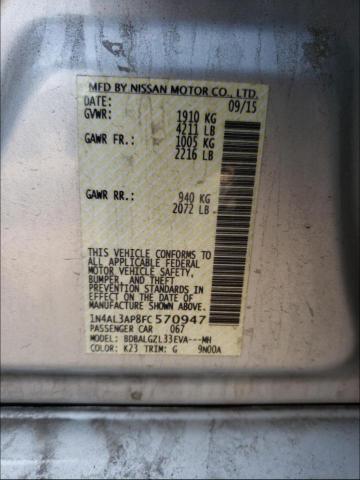 MFD BY NISSAN MOTOR CO., LTD.
DATE: 09/15
GVWR: 1910 KG
4211 LB
GAWR FR.: 1005 KG
2216 LB
GAWR RR.: 940 KG
2072 LB
THIS VEHICLE CONFORMS
TO ALL APPLICABLE FEDERAL
MOTOR VEHICLE SAFETY,
BUMPER, AND THEFT
PREVENTION STANDARDS IN
EFFECT ON THE DATE OF
MANUFACTURE SHOWN ABOVE.
1N4AL3AP8FC570947
PASSENGER CAR 067
MODEL: BDBALGZL33EVA---MH
COLOR: K23 TRIM: G 9N00A